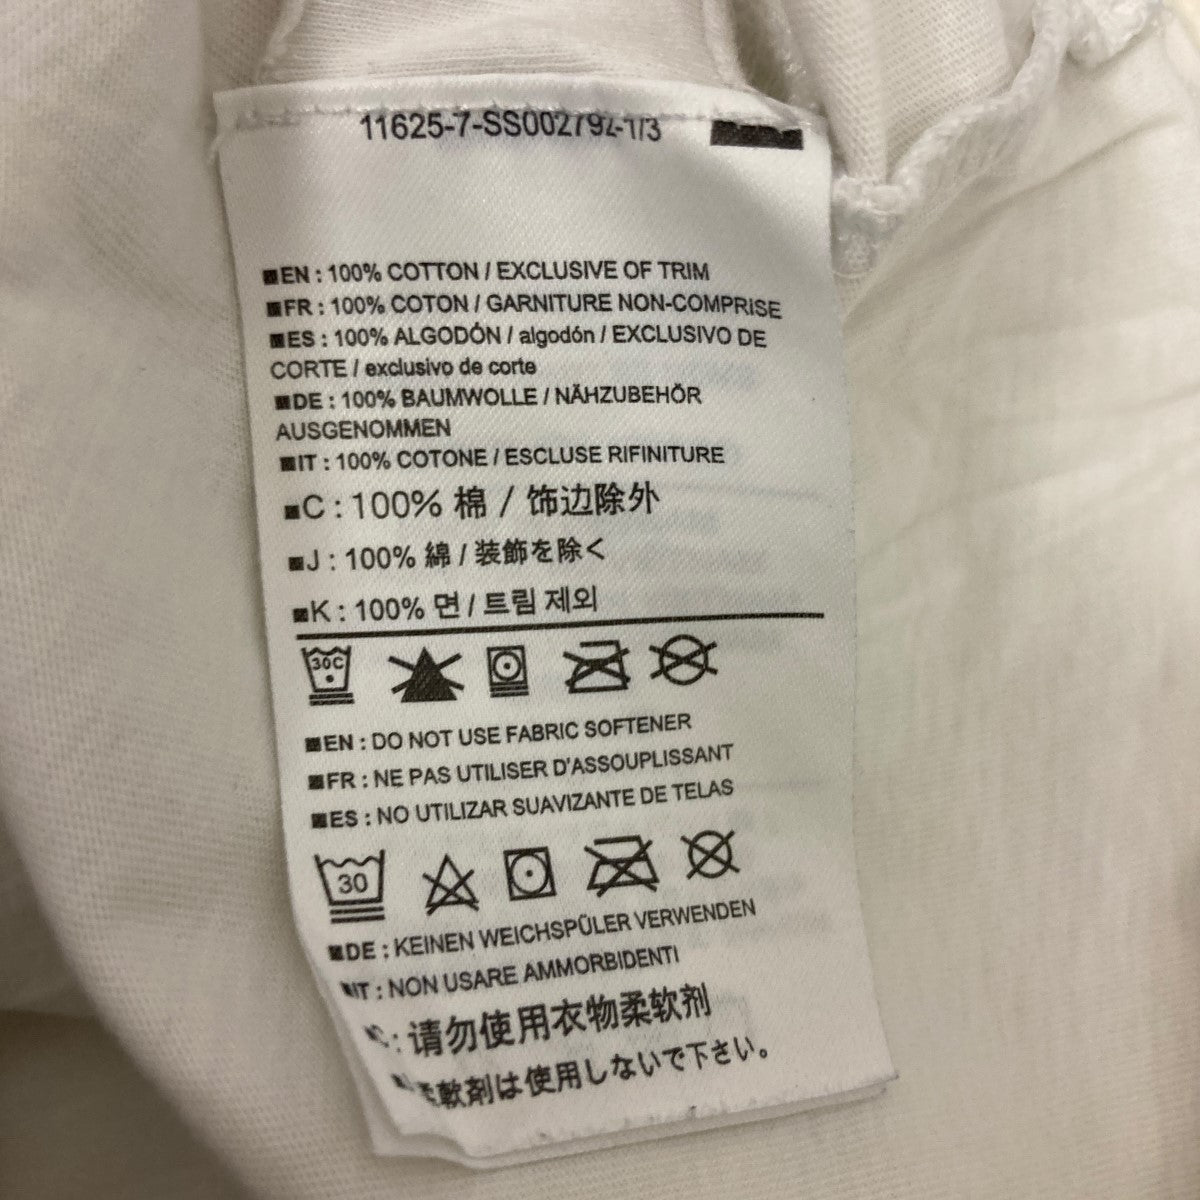 11625-7-SS002792-1/3
EN : 100% COTTON / EXCLUSIVE OF TRIM
FR : 100% COTON / GARNITURE NON-COMPRISE
ES : 100% ALGODÓN / algodón / EXCLUSIVO DE
CORTE / exclusivo de corte
DE : 100% BAUMWOLLE / NÄHZUBEHÖR
AUSGENOMMEN
IT : 100% COTONE / ESCLUSE RIFINITURE
C : 100% 棉 / 饰边除外
J : 100% 綿 / 装飾を除く
K : 100% 면 / 트림 제외
30C
EN : DO NOT USE FABRIC SOFTENER
FR : NE PAS UTILISER D'ASSOUPLISSANT
ES : NO UTILIZAR SUAVIZANTE DE TELAS
30
DE : KEINEN WEICHSPÜLER VERWENDEN
IT : NON USARE AMMORBIDENTI
C : 请勿使用衣物柔软剂
柔軟剤は使用しないで下さい。